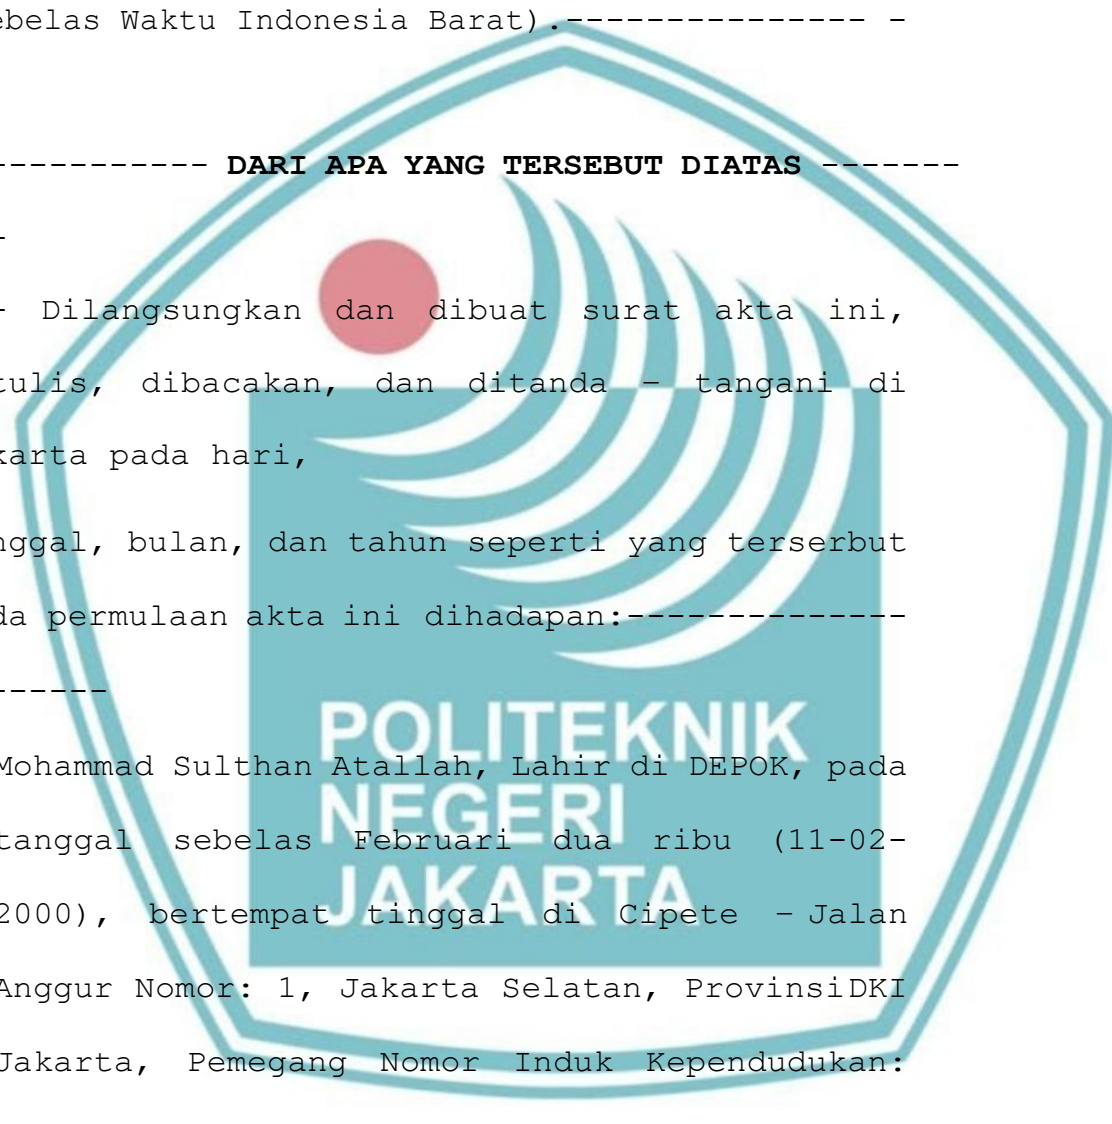 ebelas Waktu Indonesia Barat).--------------- -
----------- DARI APA YANG TERSEBUT DIATAS -------
-
- Dilangsungkan dan dibuat surat akta ini,
tulis, dibacakan, dan ditanda – tangani di
karta pada hari,
nggal, bulan, dan tahun seperti yang terserbut
da permulaan akta ini dihadapan:--------------
------
Mohammad Sulthan Atallah, Lahir di DEPOK, pada
tanggal sebelas Februari dua ribu (11-02-
2000), bertempat tinggal di Cipete – Jalan
Anggur Nomor: 1, Jakarta Selatan, ProvinsiDKI
Jakarta, Pemegang Nomor Induk Kependudukan:
POLITEKNIK
NEGERI
JAKARTA